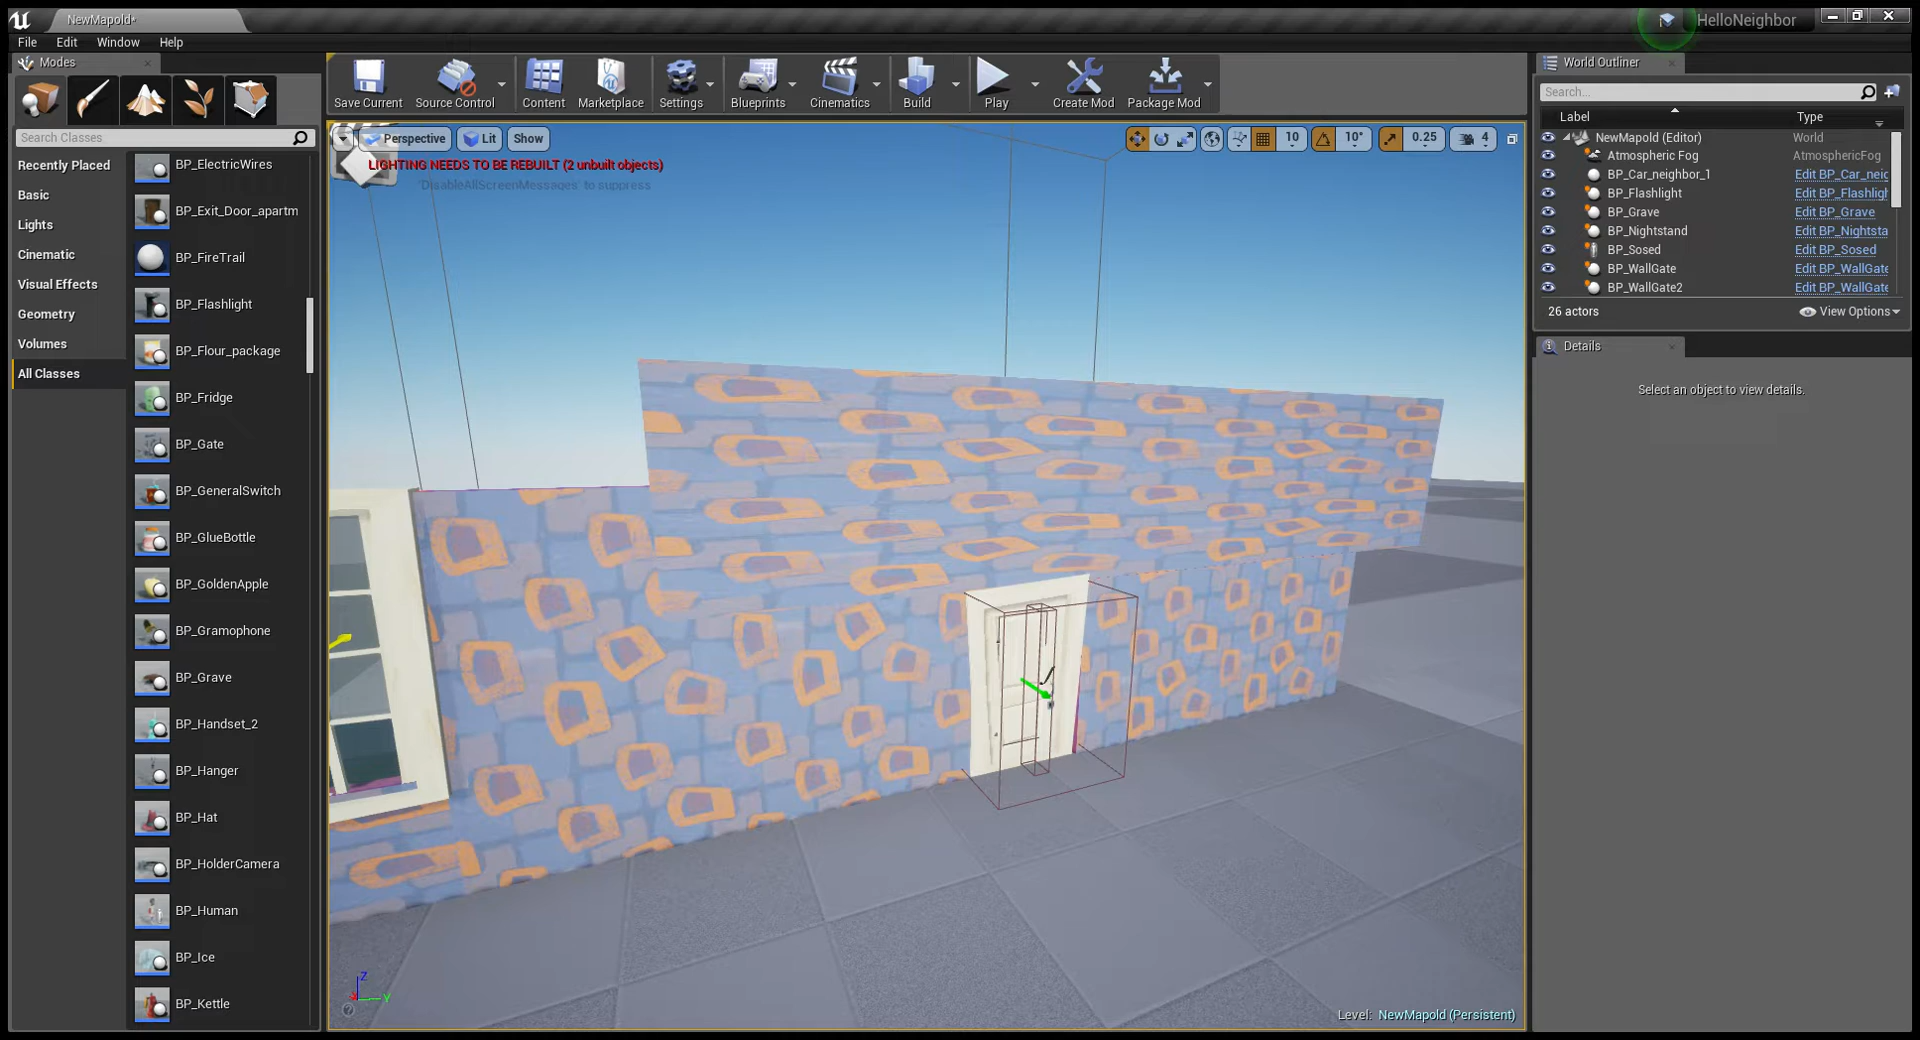 NewMapold*
HelloNeighbor
File Edit Window Help
Modes
Search Classes
Recently Placed
Basic
Lights
Cinematic
Visual Effects
Geometry
Volumes
All Classes
BP_ElectricWires
BP_Exit_Door_apartm
BP_FireTrail
BP_Flashlight
BP_Flour_package
BP_Fridge
BP_Gate
BP_GeneralSwitch
BP_GlueBottle
BP_GoldenApple
BP_Gramophone
BP_Grave
BP_Handset_2
BP_Hanger
BP_Hat
BP_HolderCamera
BP_Human
BP_Ice
BP_Kettle
Save Current Source Control Content Marketplace Settings Blueprints Cinematics Build Play Create Mod Package Mod
Perspective Lit Show 10 10° 0.25 4
LIGHTING NEEDS TO BE REBUILT (2 unbuilt objects)
'DisableAllScreenMessages' to suppress
Z
Y
Level: NewMapold (Persistent)
World Outliner
Search...
Label Type
NewMapold (Editor) World
Atmospheric Fog AtmosphericFog
BP_Car_neighbor_1 Edit BP_Car_neic
BP_Flashlight Edit BP_Flashligh
BP_Grave Edit BP_Grave
BP_Nightstand Edit BP_Nightsta
BP_Sosed Edit BP_Sosed
BP_WallGate Edit BP_WallGate
BP_WallGate2 Edit BP_WallGate
26 actors View Options
Details
Select an object to view details.